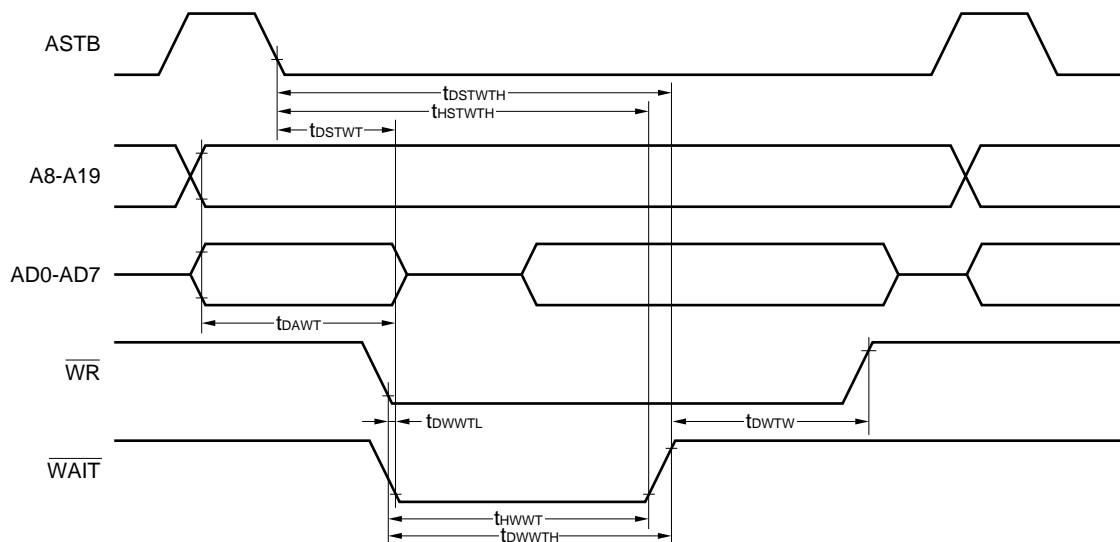 ASTB
tDSTWTH
tHSTWTH
tDSTWT
A8-A19
AD0-AD7
tDAWT
WR
tDWWTL
tDWTW
WAIT
tHWWT
tDWWTH